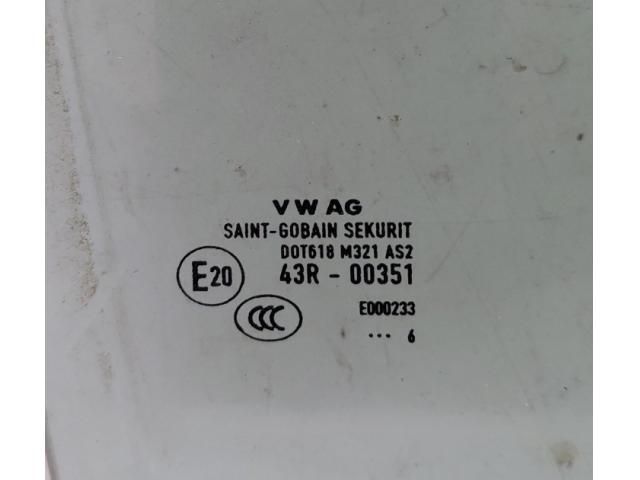 VW AG
SAINT-GOBAIN SEKURIT
DOT618 M321 AS2
E20 43R - 00351
CCC E000233
··· 6